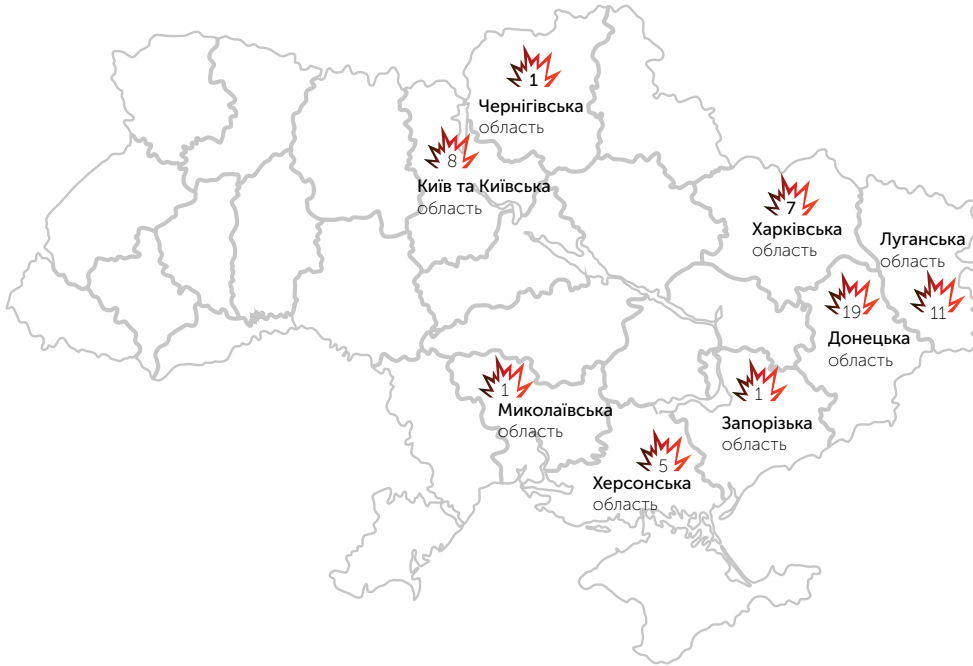 1
Чернігівська
область
8
Київ та Київська
область
7
Харківська
область
Луганська
область
11
19
Донецька
область
1
Миколаївська
область
1
Запорізька
область
5
Херсонська
область